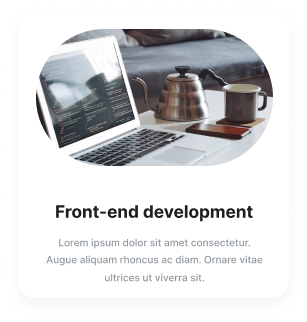 Front-end development
Lorem ipsum dolor sit amet consectetur.
Augue aliquam rhoncus ac diam. Ornare vitae
ultrices ut viverra sit.